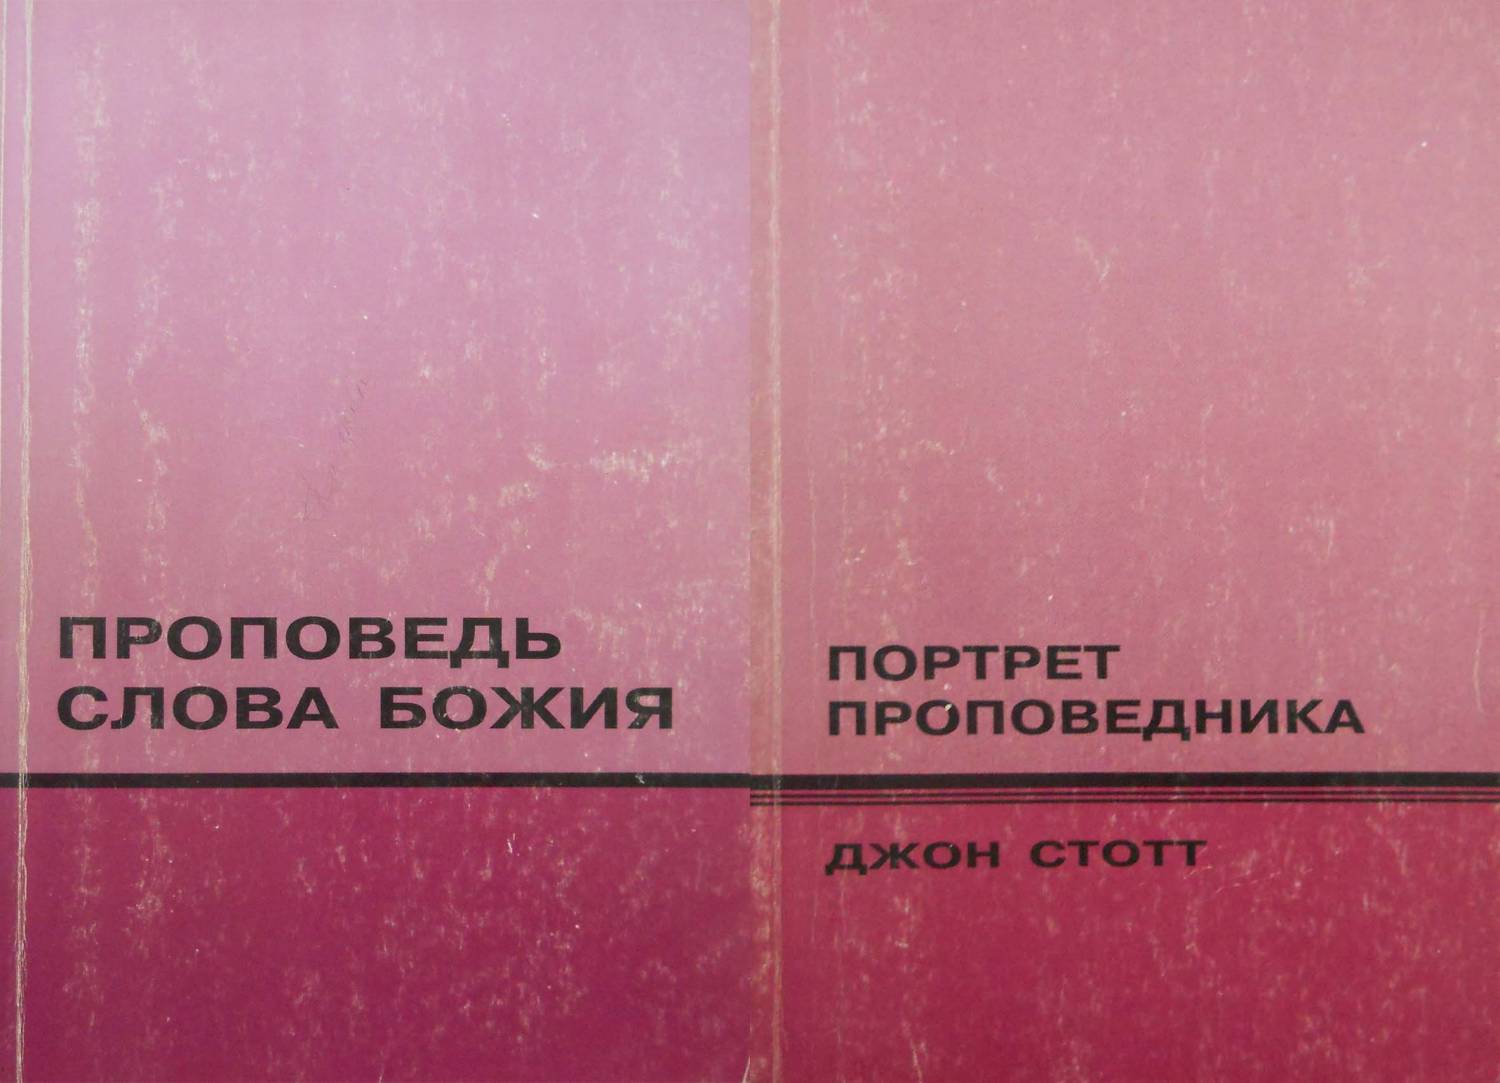 ПРОПОВЕДЬ
СЛОВА БОЖИЯ
ПОРТРЕТ
ПРОПОВЕДНИКА
ДЖОН СТОТТ